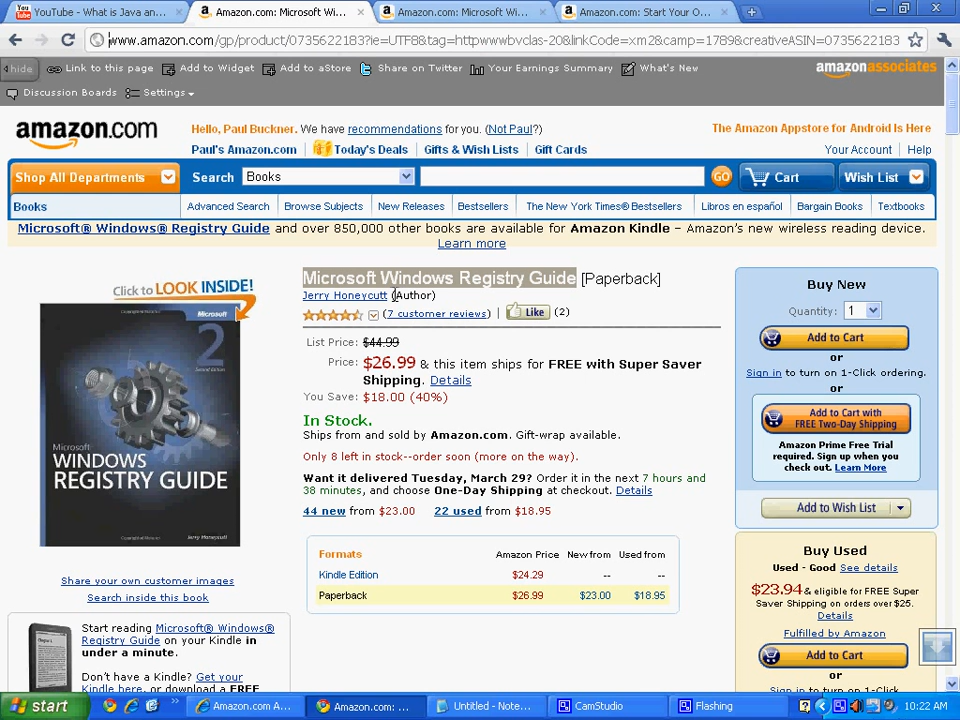 YouTube - What is Java an...
Amazon.com: Microsoft Wi...
Amazon.com: Microsoft Wi...
Amazon.com: Start Your O...
www.amazon.com/gp/product/0735622183?ie=UTF8&tag=httpwwwbvclas-20&linkCode=xm2&camp=1789&creativeASIN=0735622183
hide Link to this page Add to Widget Add to aStore Share on Twitter Your Earnings Summary What's New amazonassociates
Discussion Boards Settings
amazon.com
Hello, Paul Buckner. We have recommendations for you. (Not Paul?)
The Amazon Appstore for Android Is Here
Paul's Amazon.com Today's Deals Gifts & Wish Lists Gift Cards
Your Account Help
Shop All Departments Search Books GO Cart Wish List
Books Advanced Search Browse Subjects New Releases Bestsellers The New York Times® Bestsellers Libros en español Bargain Books Textbooks
Microsoft® Windows® Registry Guide and over 850,000 other books are available for Amazon Kindle – Amazon's new wireless reading device.
Learn more
Click to LOOK INSIDE!
Microsoft
2
Second Edition
Microsoft
WINDOWS
REGISTRY GUIDE
Jerry Honeycutt
Share your own customer images
Search inside this book
Start reading Microsoft® Windows®
Registry Guide on your Kindle in
under a minute.
Don't have a Kindle? Get your
Kindle here, or download a FREE
Microsoft Windows Registry Guide [Paperback]
Jerry Honeycutt (Author)
(7 customer reviews) Like (2)
List Price: $44.99
Price: $26.99 & this item ships for FREE with Super Saver
Shipping. Details
You Save: $18.00 (40%)
In Stock.
Ships from and sold by Amazon.com. Gift-wrap available.
Only 8 left in stock--order soon (more on the way).
Want it delivered Tuesday, March 29? Order it in the next 7 hours and
38 minutes, and choose One-Day Shipping at checkout. Details
44 new from $23.00 22 used from $18.95
Formats Amazon Price New from Used from
Kindle Edition $24.29 -- --
Paperback $26.99 $23.00 $18.95
Buy New
Quantity: 1
Add to Cart
or
Sign in to turn on 1-Click ordering.
or
Add to Cart with
FREE Two-Day Shipping
Amazon Prime Free Trial
required. Sign up when you
check out. Learn More
Add to Wish List
Buy Used
Used - Good See details
$23.94 & eligible for FREE Super
Saver Shipping on orders over $25.
Details
Fulfilled by Amazon
Add to Cart
or
Sign in to turn on 1-Click
start
Amazon.com A...
Amazon.com: ...
Untitled - Note...
CamStudio
Flashing
10:22 AM